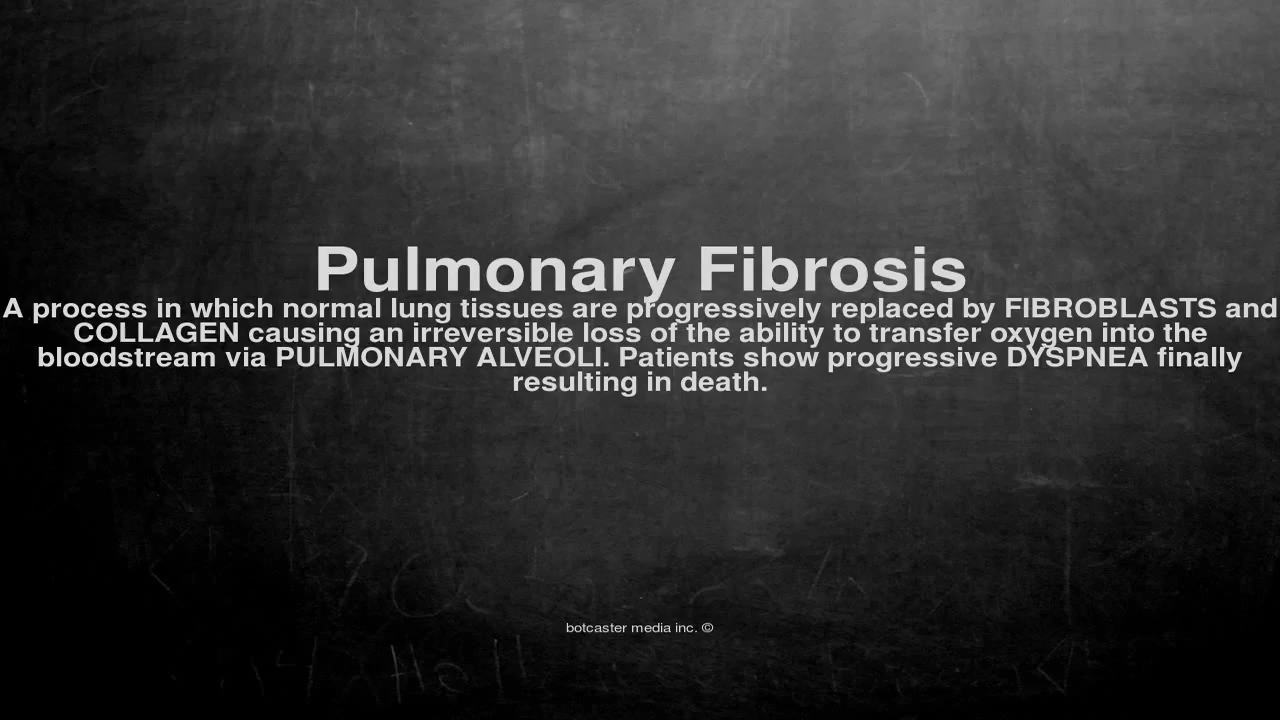 Pulmonary Fibrosis
A process in which normal lung tissues are progressively replaced by FIBROBLASTS and
COLLAGEN causing an irreversible loss of the ability to transfer oxygen into the
bloodstream via PULMONARY ALVEOLI. Patients show progressive DYSPNEA finally
resulting in death.
botcaster media inc. ©